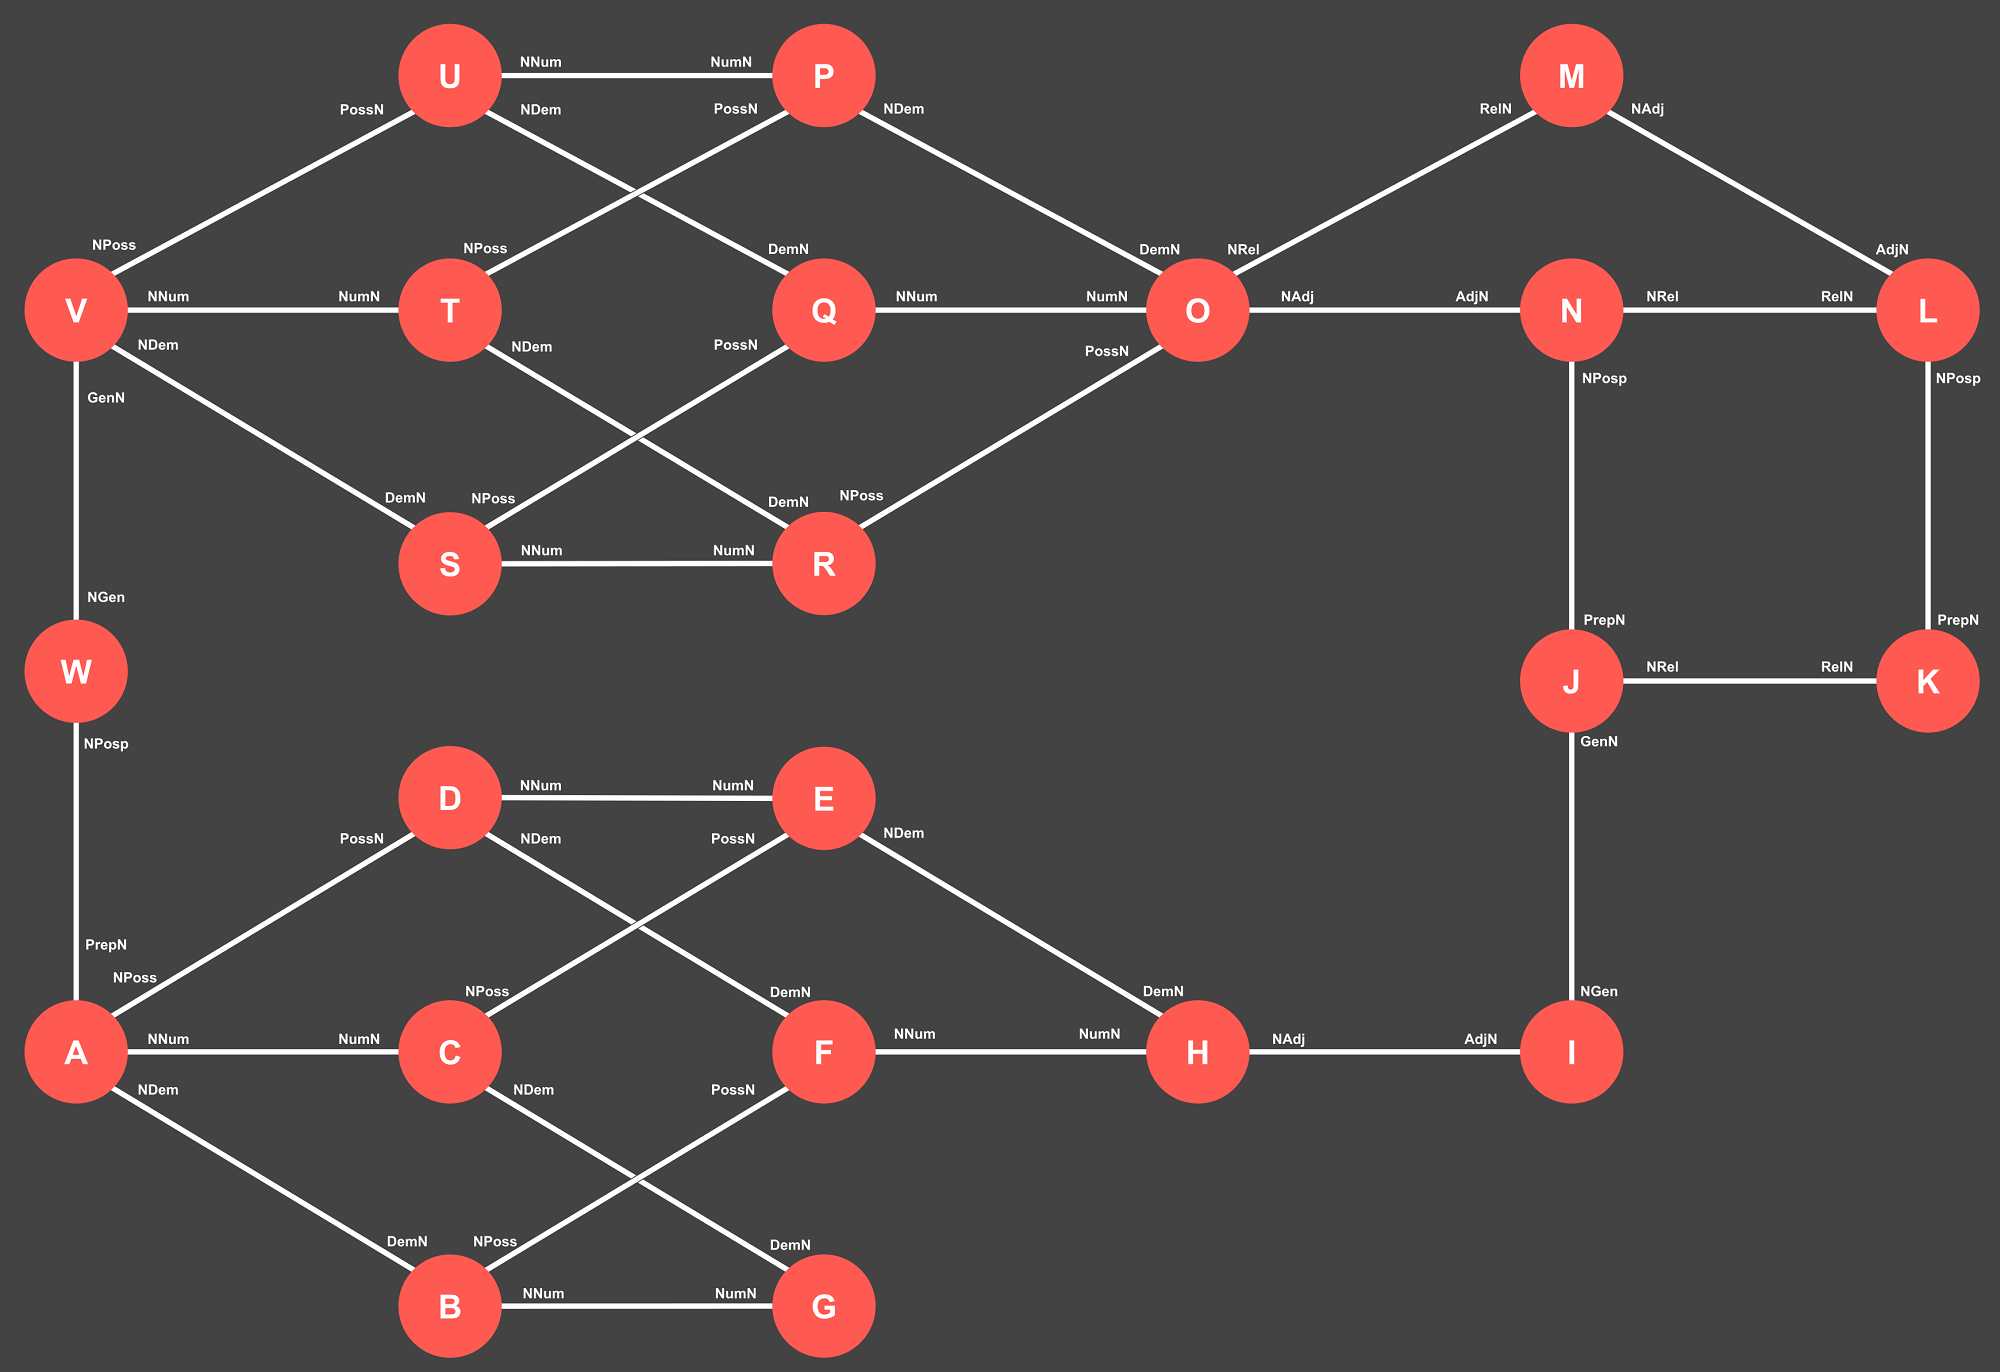 U NNum NumN P M
PossN NDem PossN NDem RelN NAdj
NPoss NPoss DemN DemN NRel AdjN
V NNum NumN T Q NNum NumN O NAdj AdjN N NRel RelN L
NDem NDem PossN PossN
GenN NPosp NPosp
DemN NPoss DemN NPoss
S NNum NumN R
NGen PrepN PrepN
W J NRel RelN K
NPosp GenN
D NNum NumN E
PossN NDem PossN NDem
PrepN
NPoss NPoss DemN DemN NGen
A NNum NumN C F NNum NumN H NAdj AdjN I
NDem NDem PossN
DemN NPoss DemN
B NNum NumN G